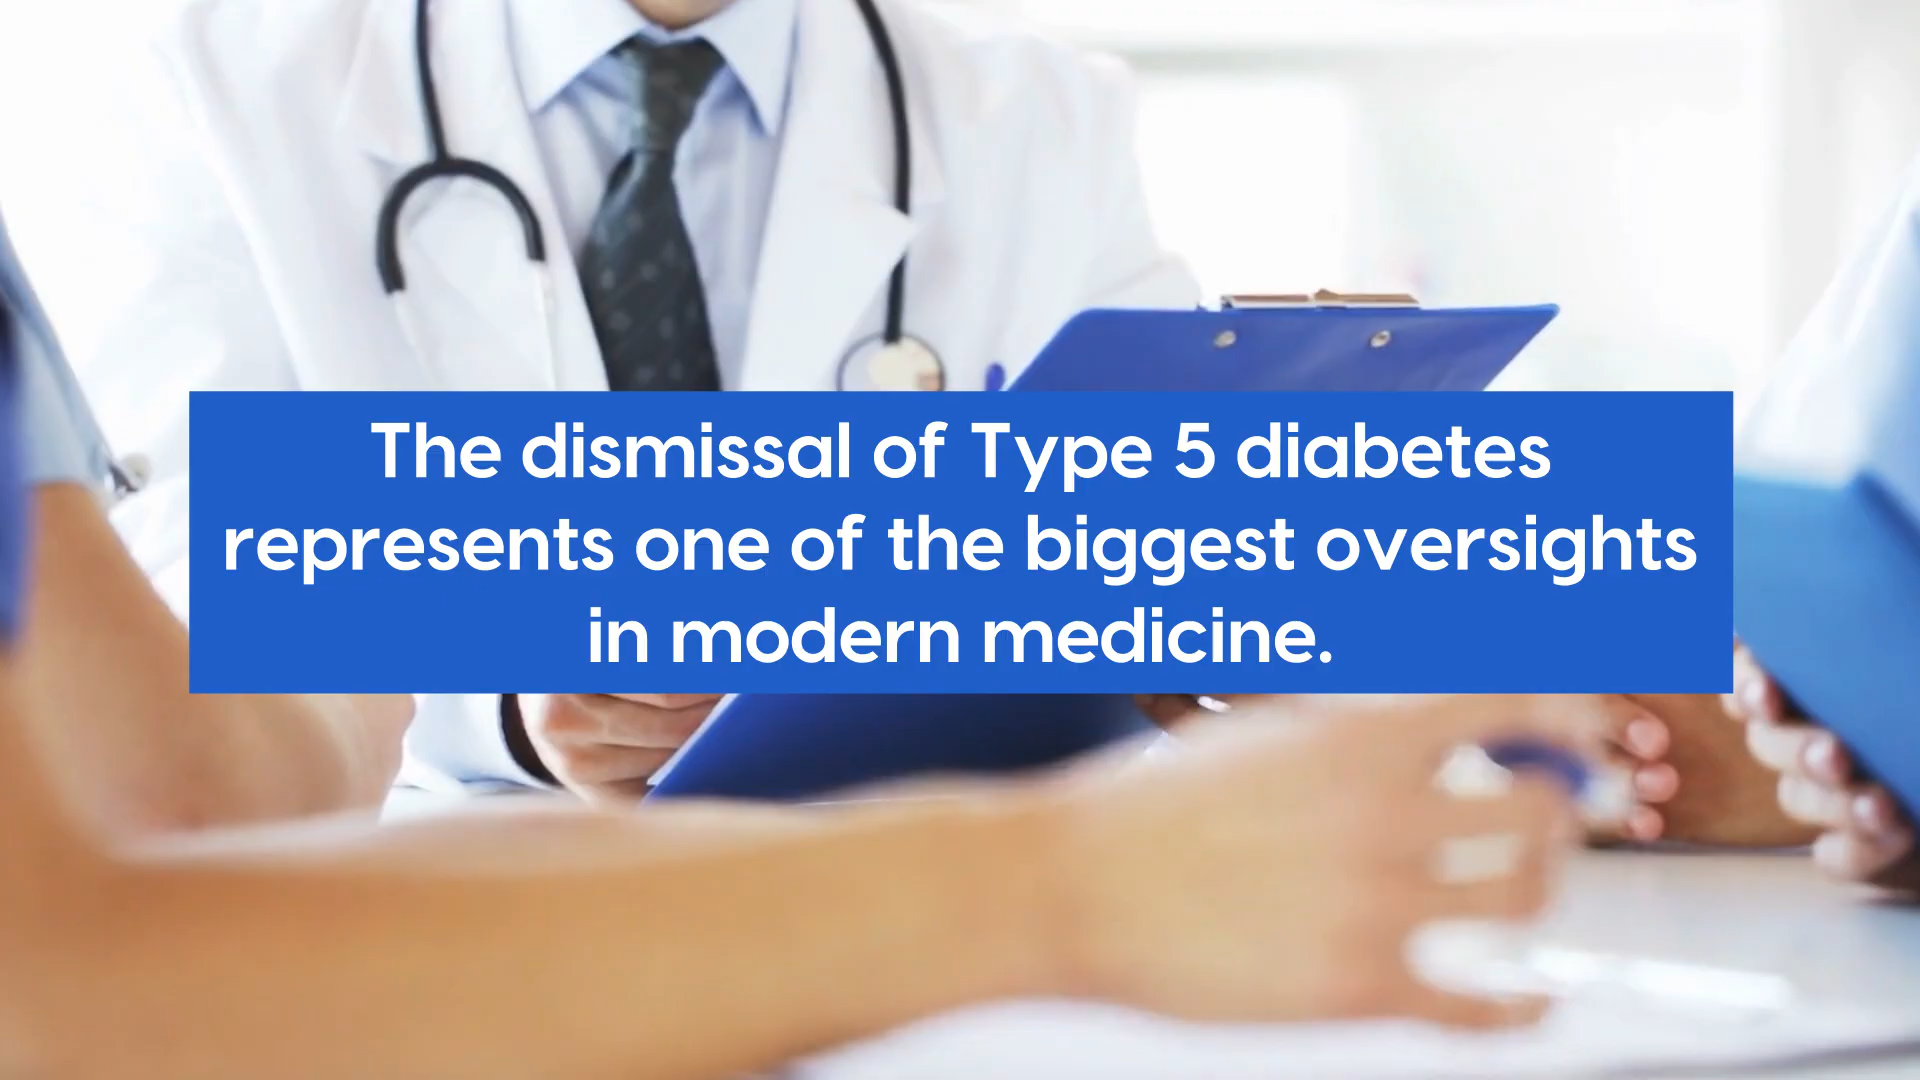 The dismissal of Type 5 diabetes
represents one of the biggest oversights
in modern medicine.